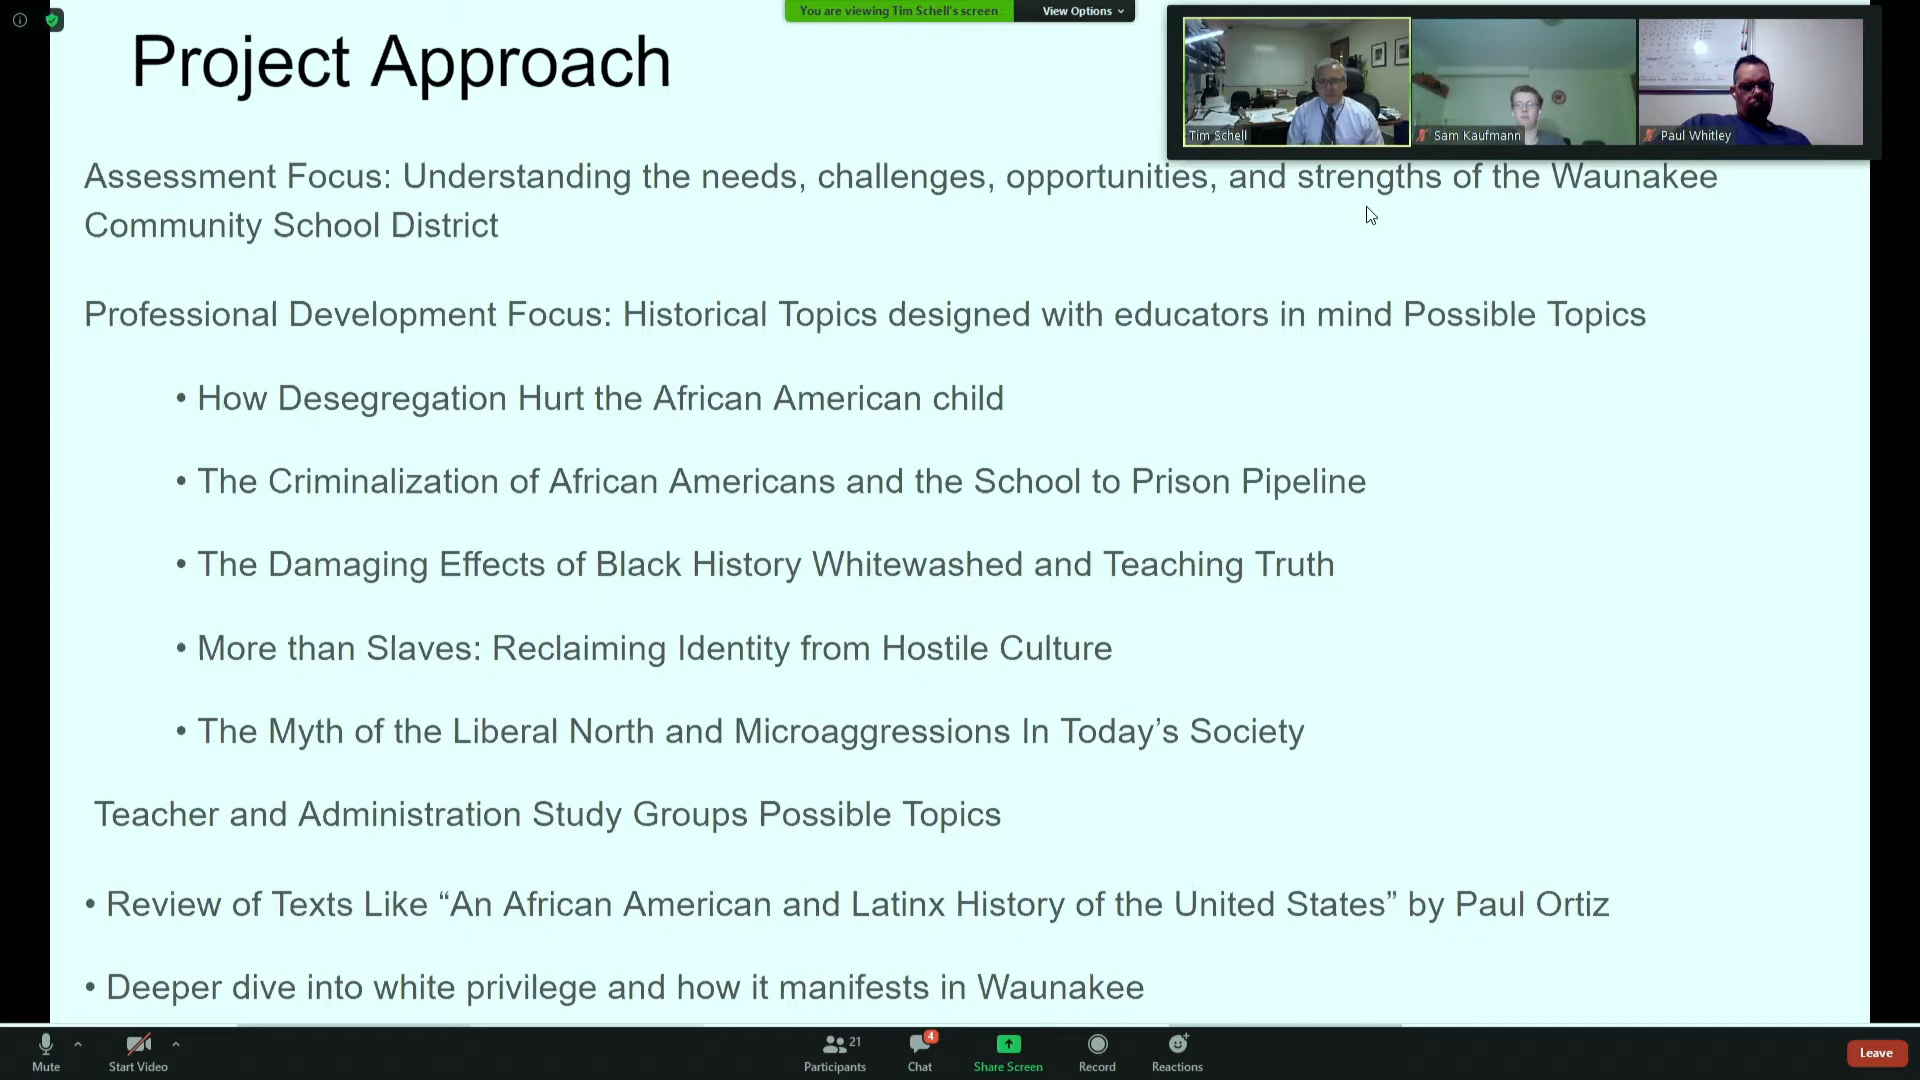 You are viewing Tim Schell's screen
View Options
Project Approach
Tim Schell
Sam Kaufmann
Paul Whitley
Assessment Focus: Understanding the needs, challenges, opportunities, and strengths of the Waunakee
Community School District
Professional Development Focus: Historical Topics designed with educators in mind Possible Topics
• How Desegregation Hurt the African American child
• The Criminalization of African Americans and the School to Prison Pipeline
• The Damaging Effects of Black History Whitewashed and Teaching Truth
• More than Slaves: Reclaiming Identity from Hostile Culture
• The Myth of the Liberal North and Microaggressions In Today’s Society
Teacher and Administration Study Groups Possible Topics
• Review of Texts Like “An African American and Latinx History of the United States” by Paul Ortiz
• Deeper dive into white privilege and how it manifests in Waunakee
Mute
Start Video
21
Participants
4
Chat
Share Screen
Record
Reactions
Leave